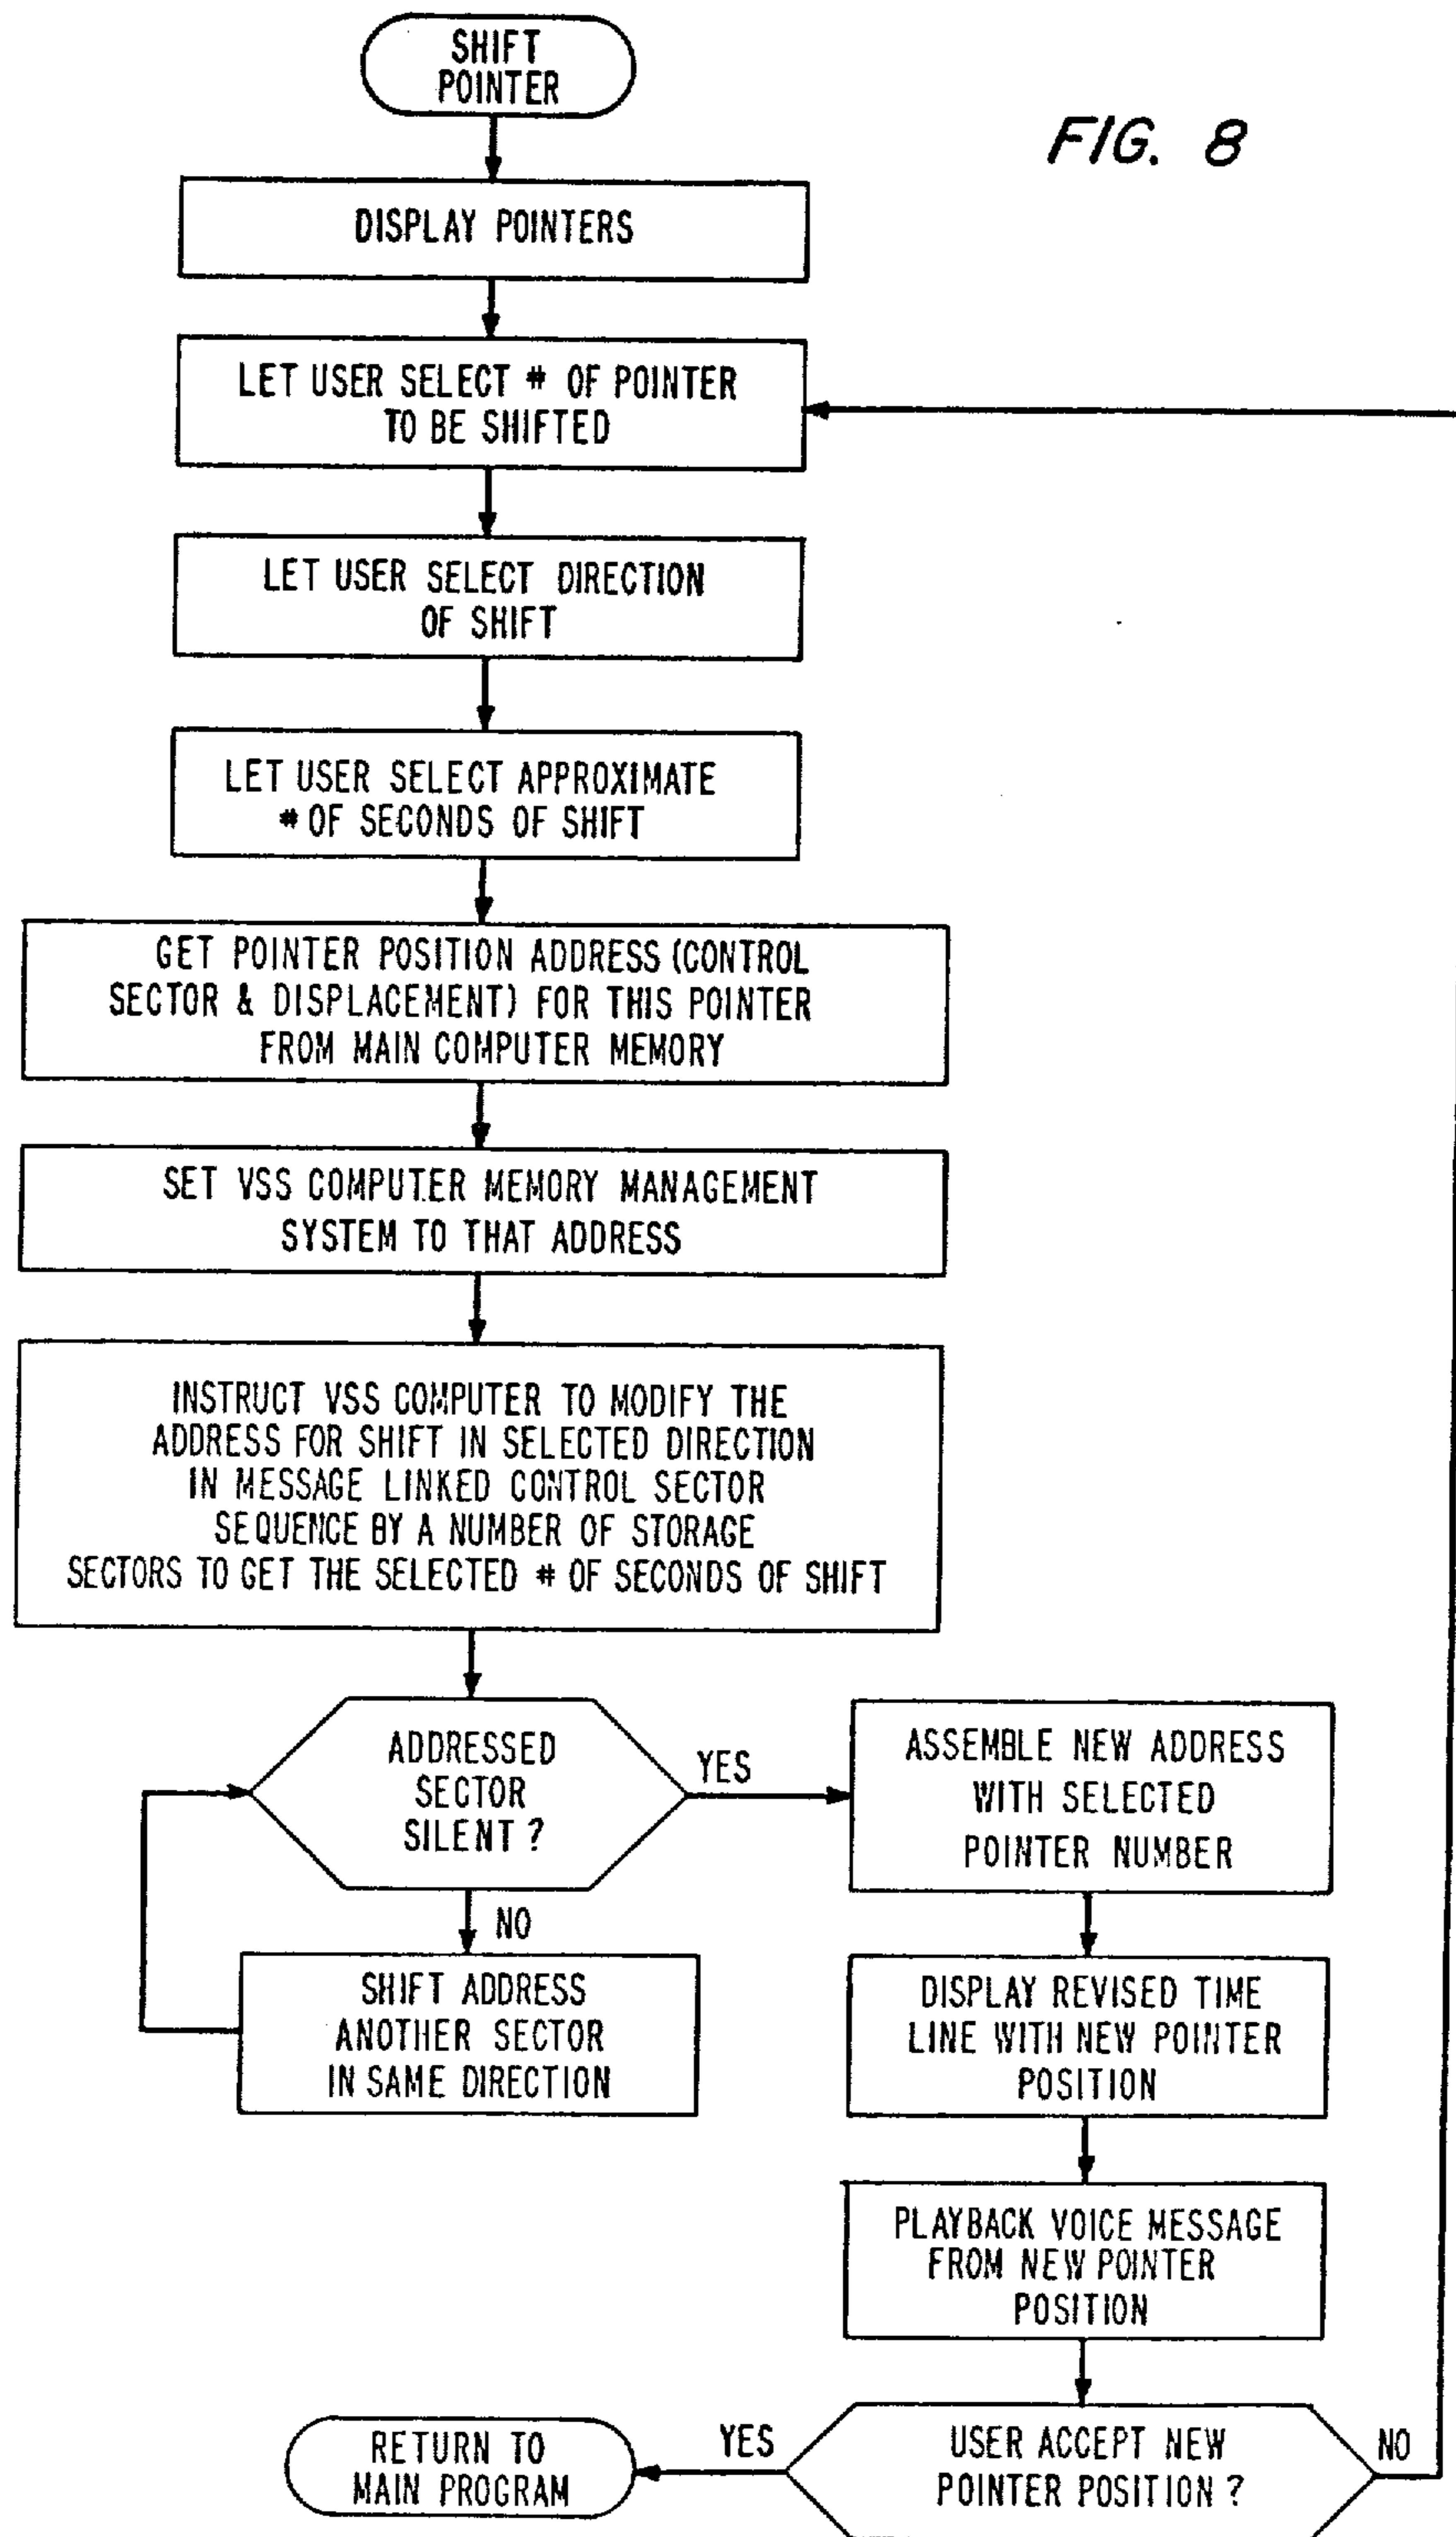 SHIFT
POINTER
FIG. 8
DISPLAY POINTERS
LET USER SELECT # OF POINTER
TO BE SHIFTED
LET USER SELECT DIRECTION
OF SHIFT
LET USER SELECT APPROXIMATE
# OF SECONDS OF SHIFT
GET POINTER POSITION ADDRESS (CONTROL
SECTOR & DISPLACEMENT) FOR THIS POINTER
FROM MAIN COMPUTER MEMORY
SET VSS COMPUTER MEMORY MANAGEMENT
SYSTEM TO THAT ADDRESS
INSTRUCT VSS COMPUTER TO MODIFY THE
ADDRESS FOR SHIFT IN SELECTED DIRECTION
IN MESSAGE LINKED CONTROL SECTOR
SEQUENCE BY A NUMBER OF STORAGE
SECTORS TO GET THE SELECTED # OF SECONDS OF SHIFT
ADDRESSED
SECTOR
SILENT ?
YES
NO
SHIFT ADDRESS
ANOTHER SECTOR
IN SAME DIRECTION
ASSEMBLE NEW ADDRESS
WITH SELECTED
POINTER NUMBER
DISPLAY REVISED TIME
LINE WITH NEW POINTER
POSITION
PLAYBACK VOICE MESSAGE
FROM NEW POINTER
POSITION
USER ACCEPT NEW
POINTER POSITION ?
NO
YES
RETURN TO
MAIN PROGRAM